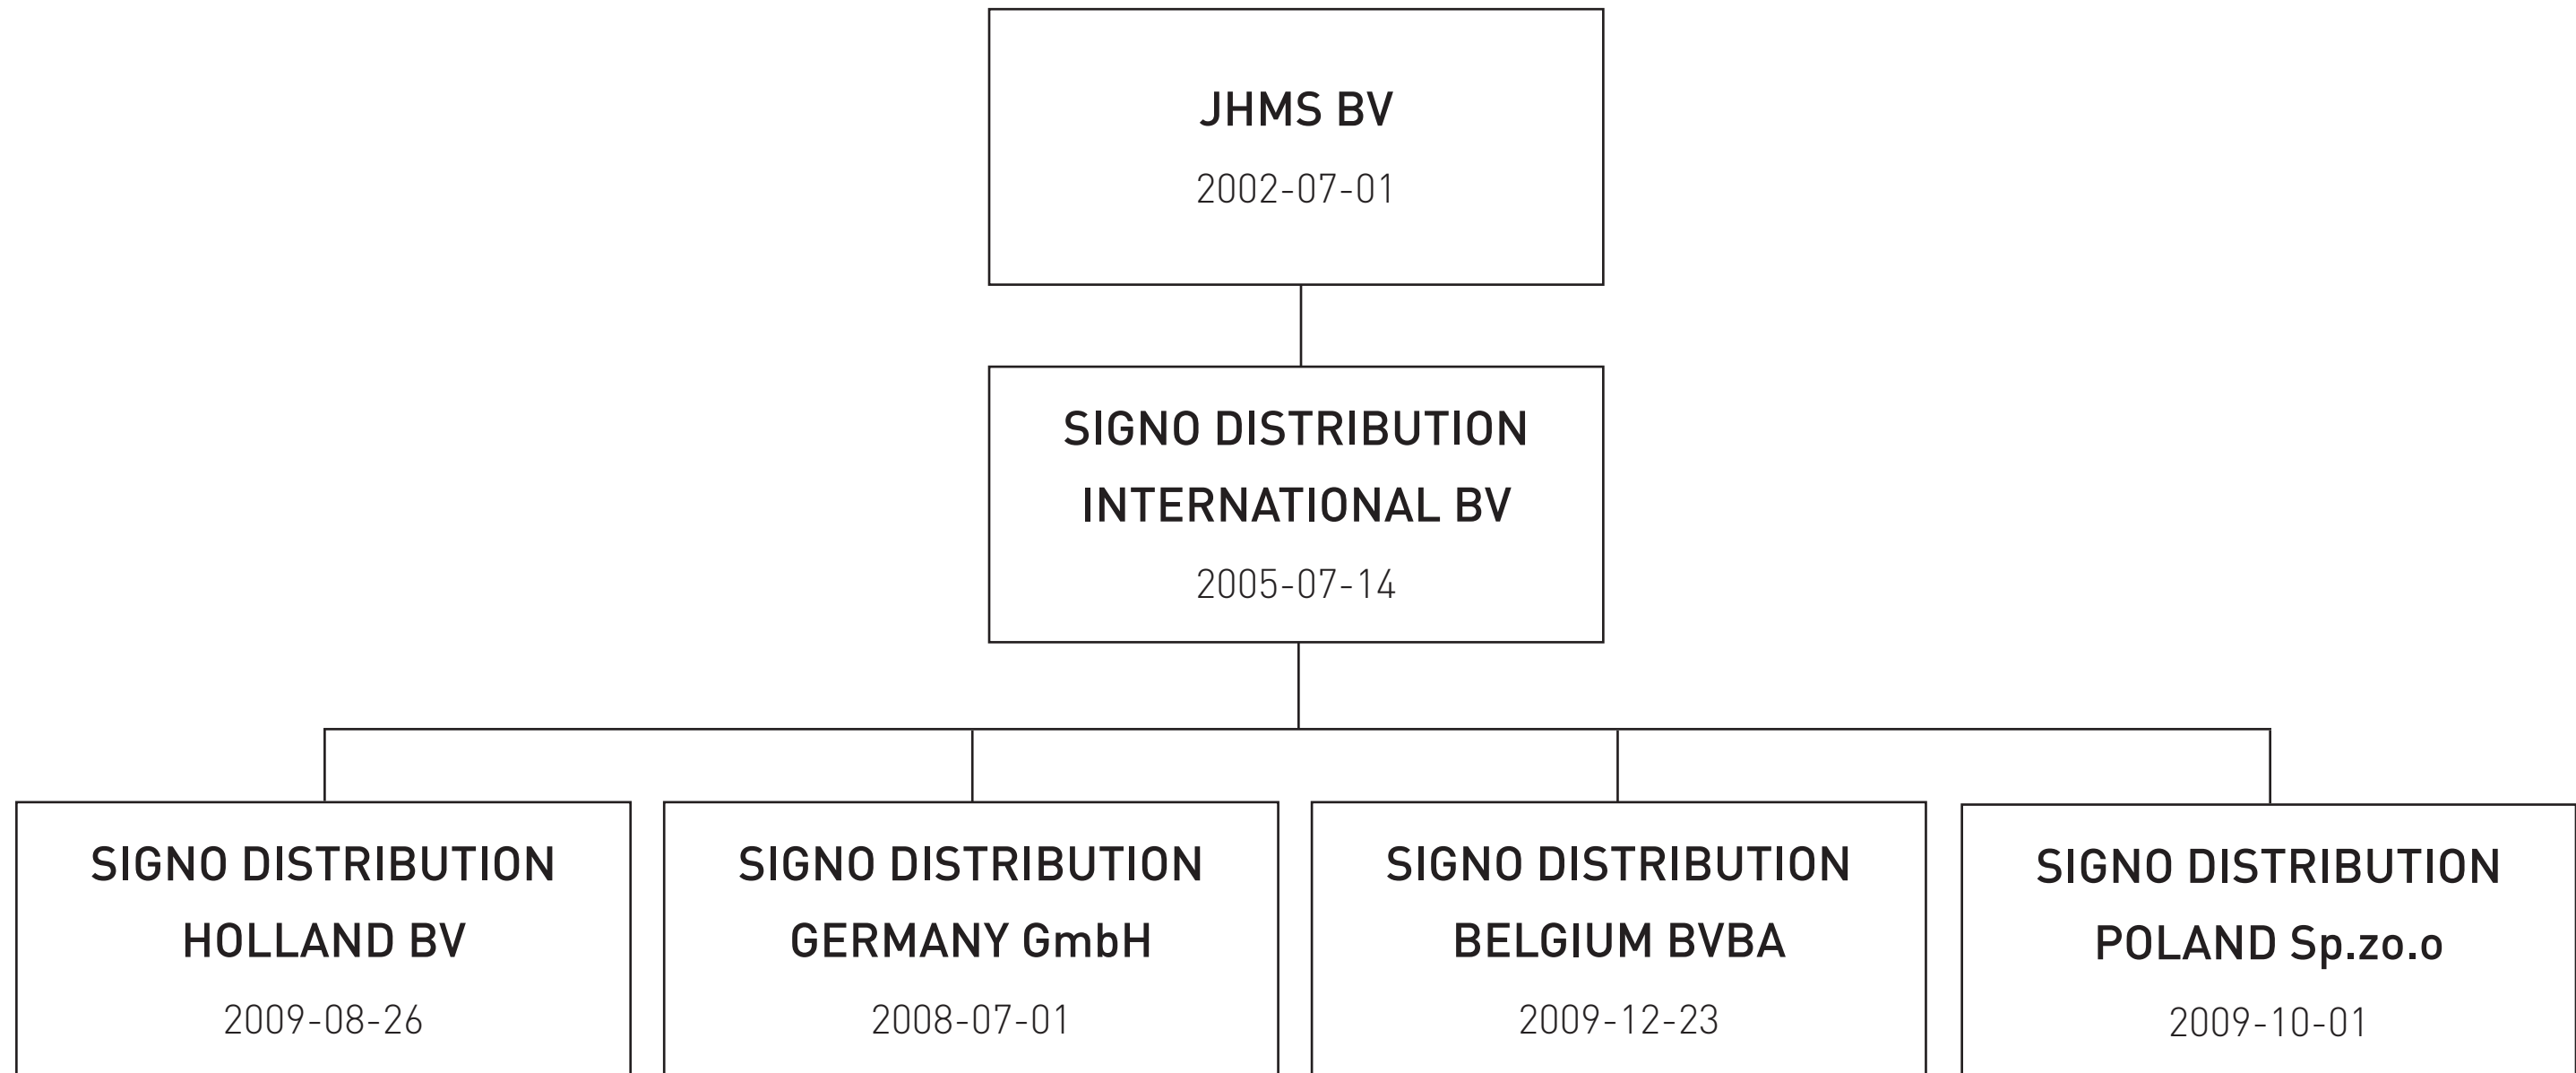 JHMS BV
2002-07-01
SIGNO DISTRIBUTION
INTERNATIONAL BV
2005-07-14
SIGNO DISTRIBUTION
HOLLAND BV
2009-08-26
SIGNO DISTRIBUTION
GERMANY GmbH
2008-07-01
SIGNO DISTRIBUTION
BELGIUM BVBA
2009-12-23
SIGNO DISTRIBUTION
POLAND Sp.zo.o
2009-10-01